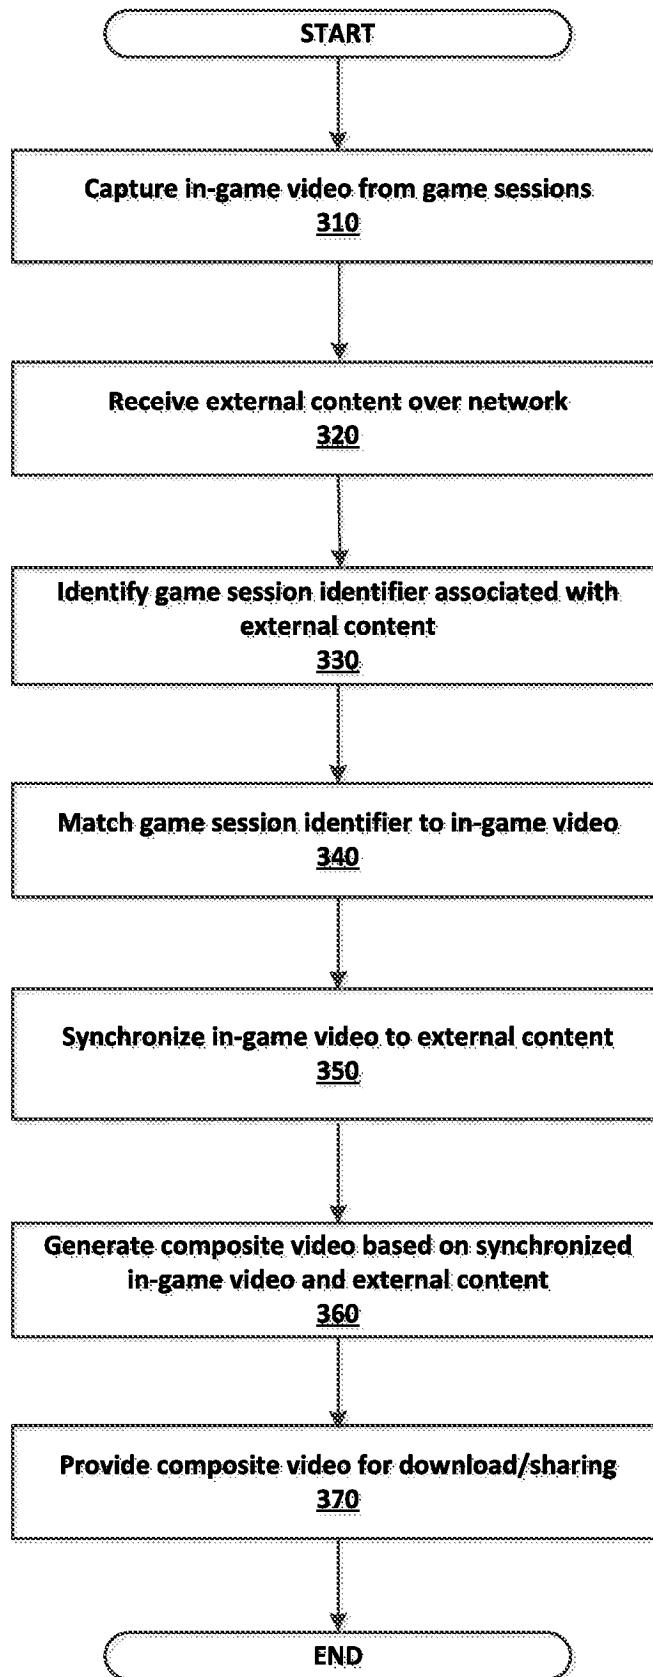 START
Capture in-game video from game sessions
310
Receive external content over network
320
Identify game session identifier associated with
external content
330
Match game session identifier to in-game video
340
Synchronize in-game video to external content
350
Generate composite video based on synchronized
in-game video and external content
360
Provide composite video for download/sharing
370
END